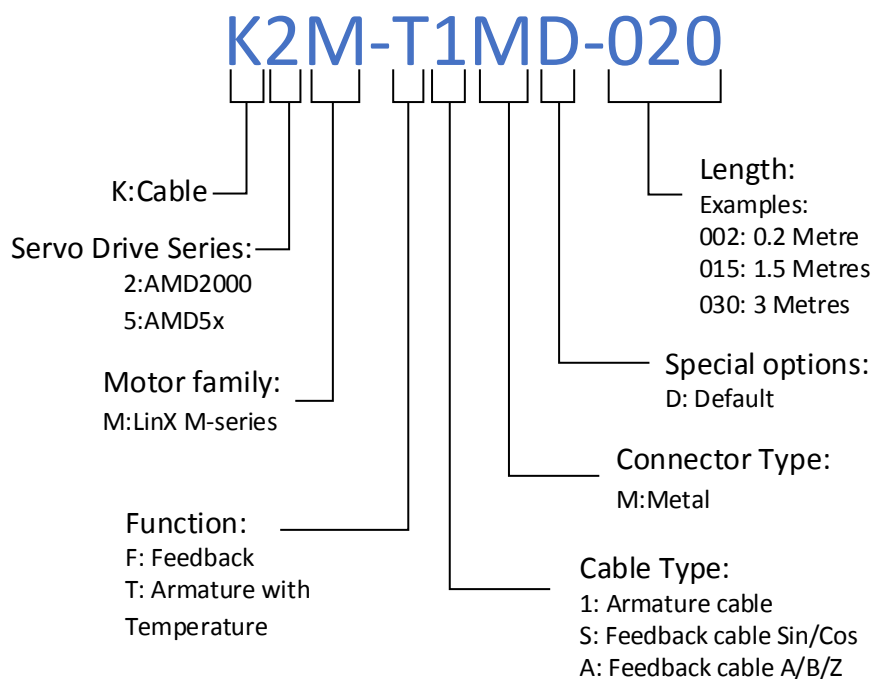 K2M-T1MD-020
K:Cable
Servo Drive Series:
2:AMD2000
5:AMD5x
Motor family:
M:LinX M-series
Function:
F: Feedback
T: Armature with
Temperature
Length:
Examples:
002: 0.2 Metre
015: 1.5 Metres
030: 3 Metres
Special options:
D: Default
Connector Type:
M:Metal
Cable Type:
1: Armature cable
S: Feedback cable Sin/Cos
A: Feedback cable A/B/Z